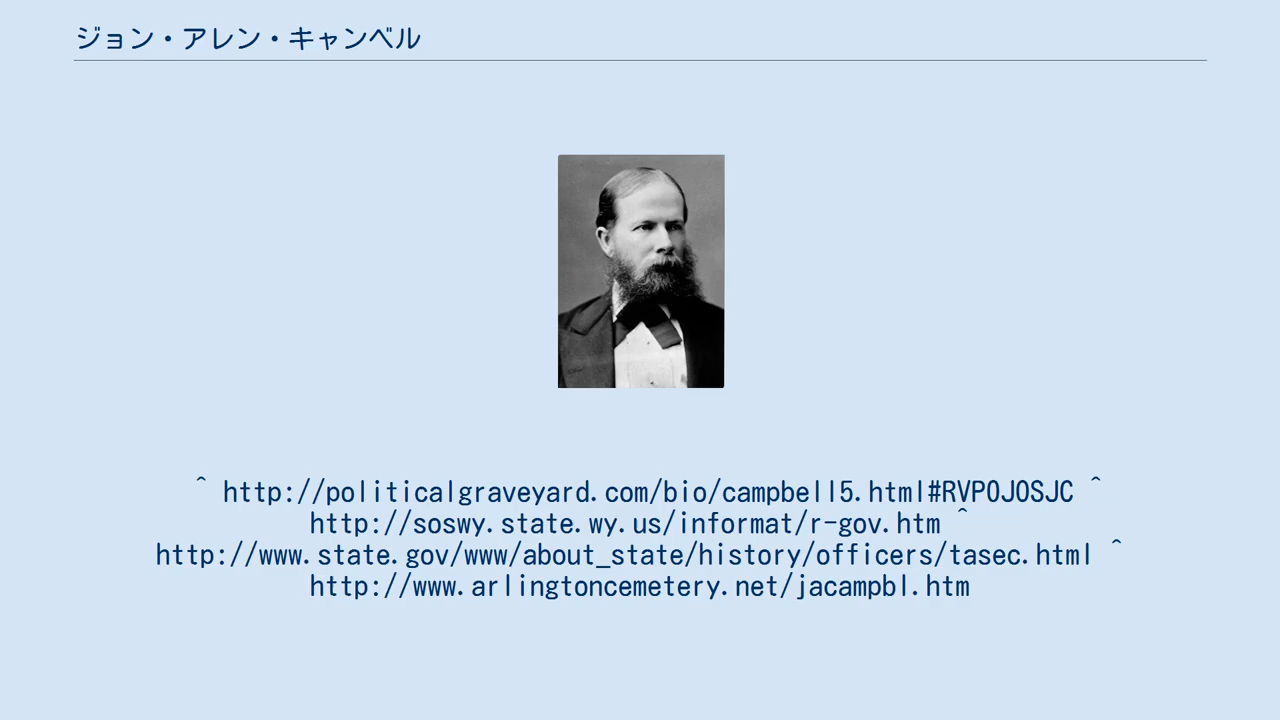 ジョン・アレン・キャンベル
^ http://politicalgraveyard.com/bio/campbell5.html#RVP0J0SJC ^
http://soswy.state.wy.us/informat/r-gov.htm ^
http://www.state.gov/www/about_state/history/officers/tasec.html ^
http://www.arlingtoncemetery.net/jacampbl.htm